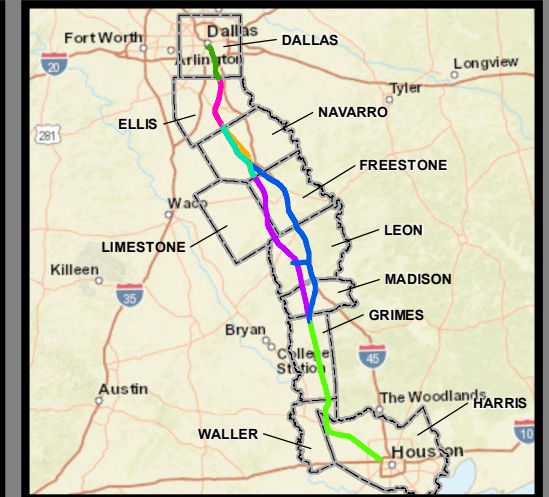 Dallas
Fort Worth
DALLAS
Arlington
Longview
20
Tyler
NAVARRO
ELLIS
281
FREESTONE
Waco
LEON
LIMESTONE
Killeen
MADISON
35
GRIMES
Bryan
College
Station
45
Austin
The Woodlands
HARRIS
WALLER
10
Houston